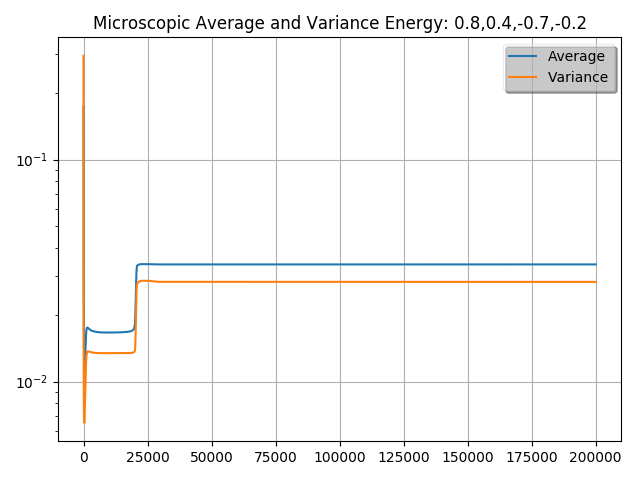 Microscopic Average and Variance Energy: 0.8,0.4,-0.7,-0.2
Average
Variance
10⁻¹
10⁻²
0 25000 50000 75000 100000 125000 150000 175000 200000